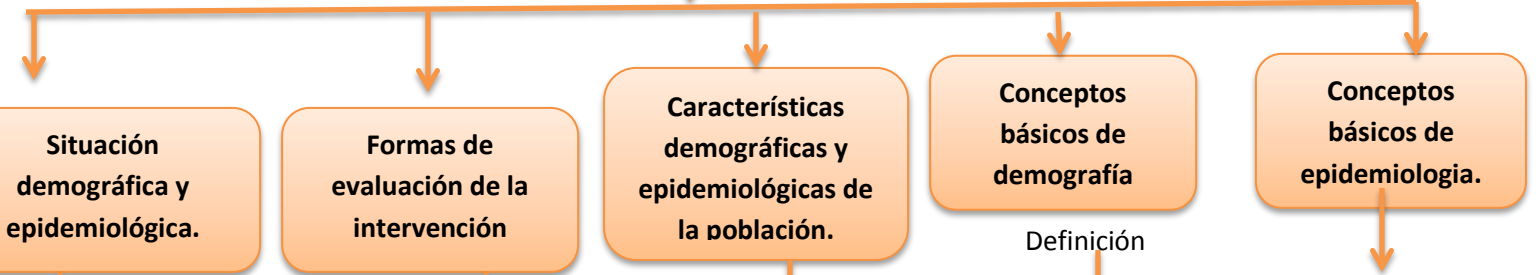 Situación
demográfica y
epidemiológica.
Formas de
evaluación de la
intervención
Características
demográficas y
epidemiológicas de
la población.
Conceptos
básicos de
demografía
Definición
Conceptos
básicos de
epidemiologia.